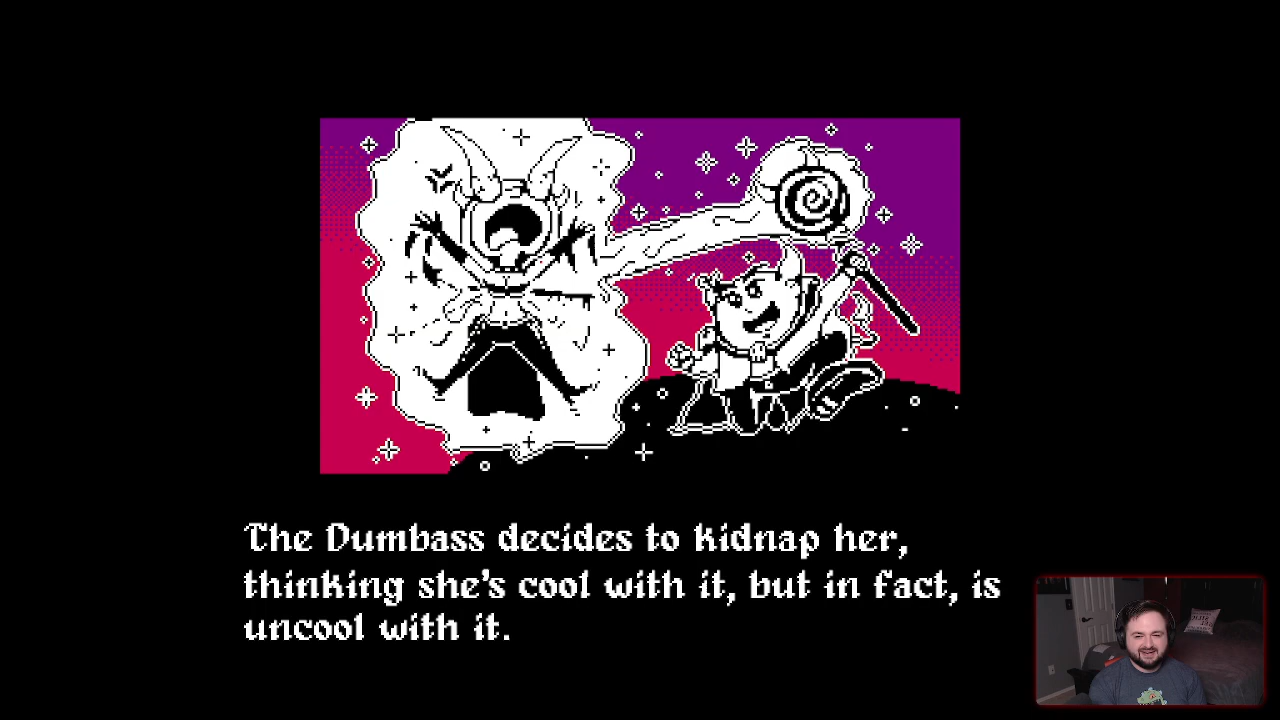 The Dumbass decides to kidnap her,
thinking she's cool with it, but in fact, is
uncool with it.